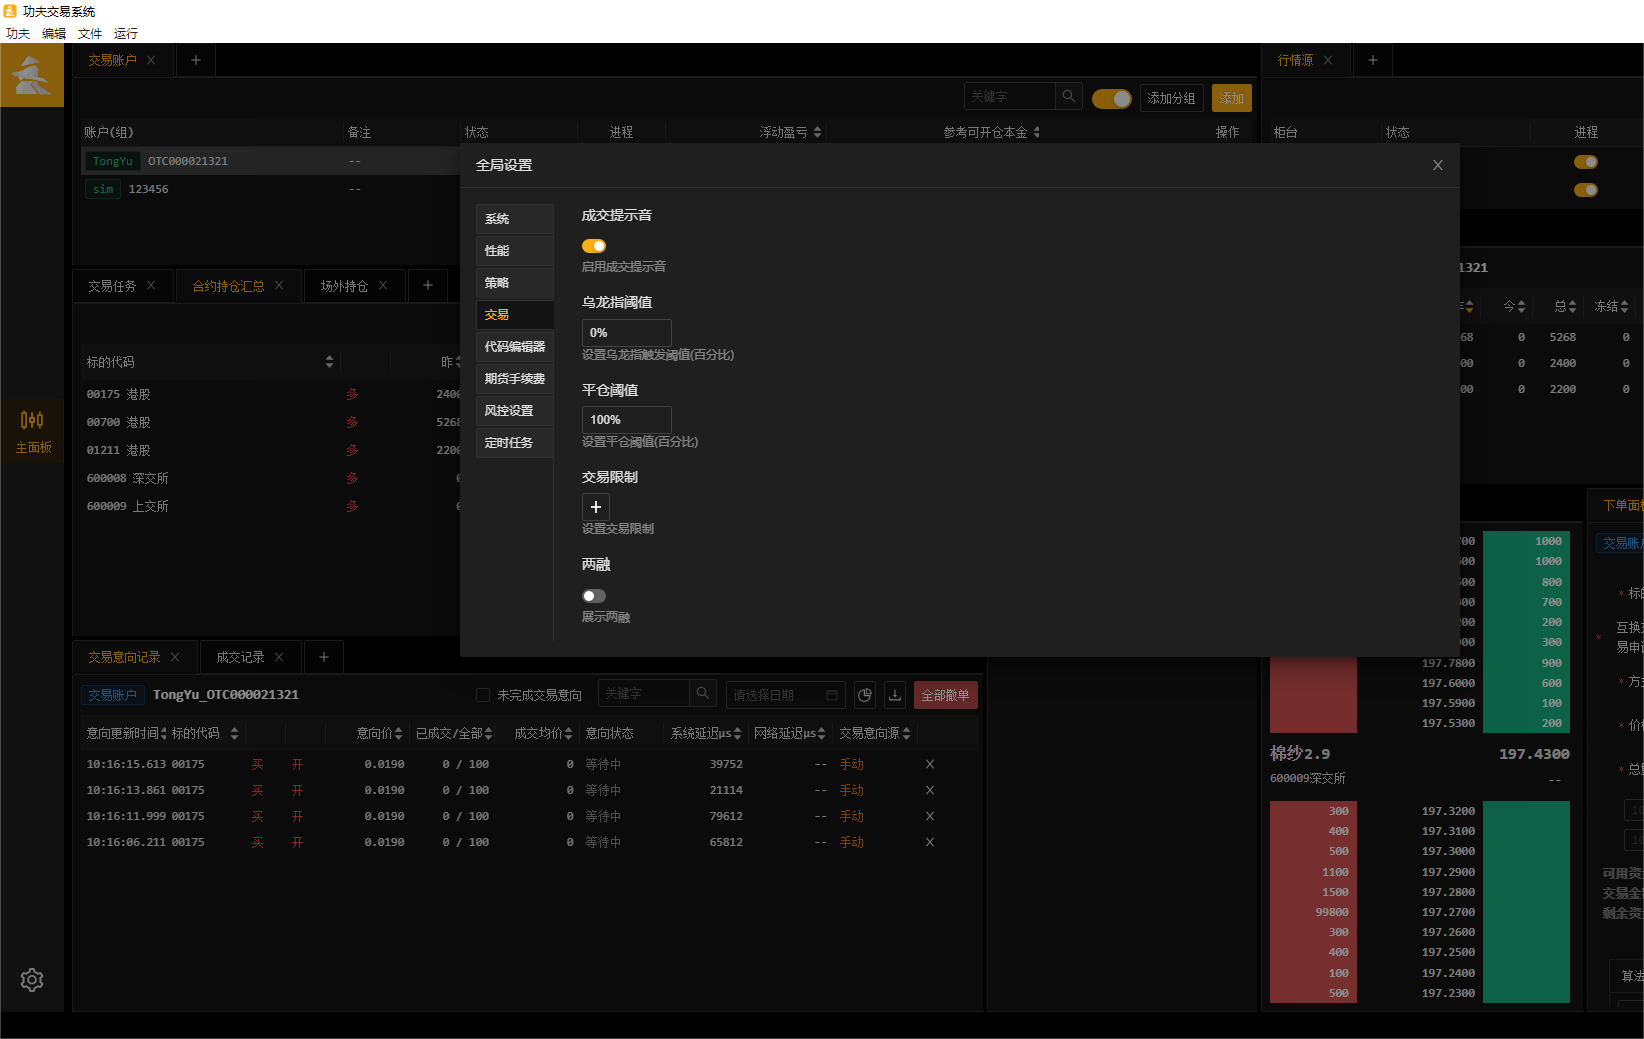 功夫交易系统
功夫 编辑 文件 运行
交易账户
行情源
关键字
添加分组
添加
账户(组) 备注 状态 进程 浮动盈亏 参考可开仓本金 操作
柜台 状态 进程
TongYu OTC000021321 --
sim 123456 --
全局设置
系统
性能
策略
交易
代码编辑器
期货手续费
风控设置
定时任务
成交提示音
启用成交提示音
乌龙指阈值
0%
设置乌龙指触发阈值(百分比)
平仓阈值
100%
设置平仓阈值(百分比)
交易限制
+
设置交易限制
两融
展示两融
交易任务 合约持仓汇总 场外持仓
标的代码 昨
00175 港股 多 2400
00700 港股 多 5268
01211 港股 多 2200
600008 深交所 多
600009 上交所 多
主面板
1321
今 总 冻结
68 0 5268 0
00 0 2400 0
00 0 2200 0
交易意向记录 成交记录
交易账户 TongYu_OTC000021321
未完成交易意向
关键字
请选择日期
全部撤单
意向更新时间 标的代码 意向价 已成交/全部 成交均价 意向状态 系统延迟μs 网络延迟μs 交易意向源
10:16:15.613 00175 买 开 0.0190 0 / 100 0 等待中 39752 -- 手动 X
10:16:13.861 00175 买 开 0.0190 0 / 100 0 等待中 21114 -- 手动 X
10:16:11.999 00175 买 开 0.0190 0 / 100 0 等待中 79612 -- 手动 X
10:16:06.211 00175 买 开 0.0190 0 / 100 0 等待中 65812 -- 手动 X
00 1000
00 1000
00 800
00 700
00 200
00 300
197.7800 900
197.6000 600
197.5900 100
197.5300 200
棉纱2.9 197.4300
600009深交所 --
300 197.3200
400 197.3100
500 197.3000
1100 197.2900
1500 197.2800
99800 197.2700
300 197.2600
400 197.2500
100 197.2400
500 197.2300
下单面
交易账
* 标
* 互换
易申
* 方
* 价
* 总
10
10
可用资
交易金
剩余资
算法